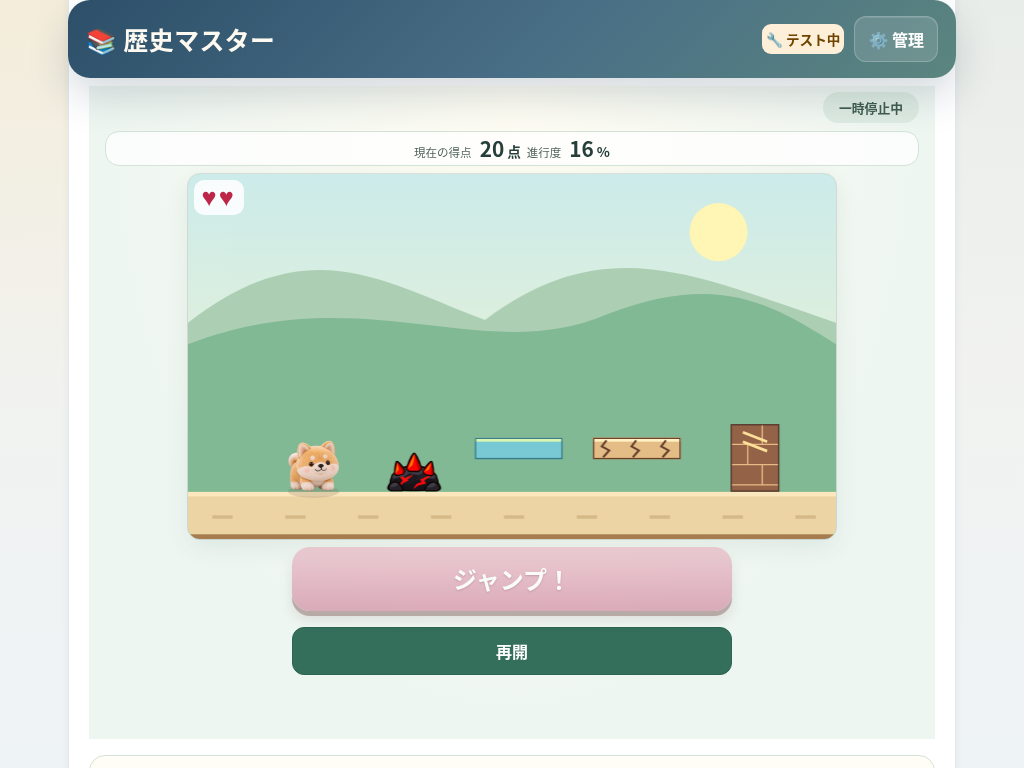 📚 歴史マスター
🔧 テスト中
⚙️ 管理
一時停止中
現在の得点 20 点 進行度 16 %
♥♥
ジャンプ！
再開